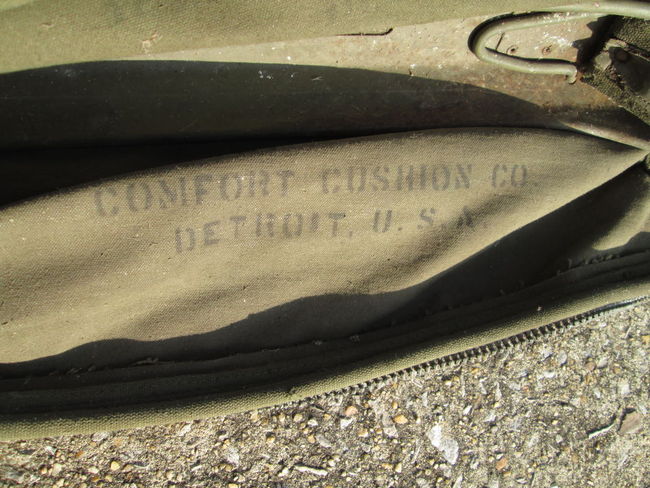 COMFORT CUSHION CO.
DETROIT, U.S.A.